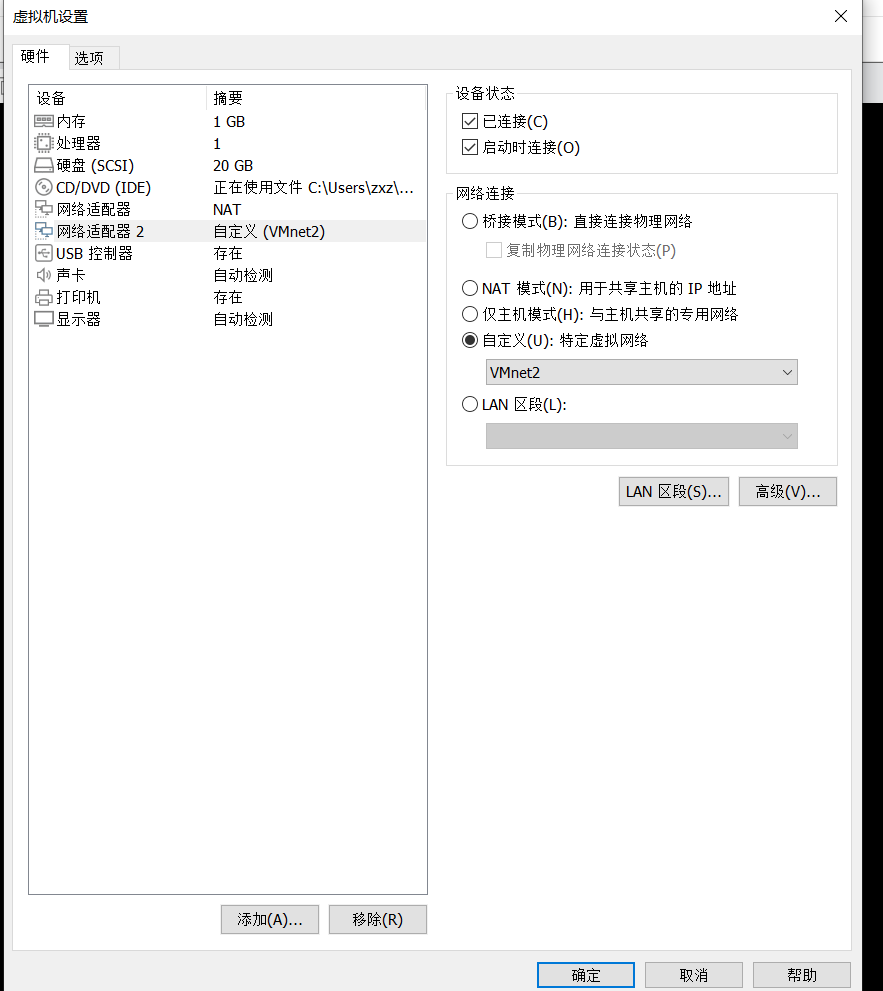 虚拟机设置
硬件 选项
设备 摘要
内存 1 GB
处理器 1
硬盘 (SCSI) 20 GB
CD/DVD (IDE) 正在使用文件 C:\Users\zxz\...
网络适配器 NAT
网络适配器 2 自定义 (VMnet2)
USB 控制器 存在
声卡 自动检测
打印机 存在
显示器 自动检测
添加(A)... 移除(R)
设备状态
已连接(C)
启动时连接(O)
网络连接
桥接模式(B): 直接连接物理网络
复制物理网络连接状态(P)
NAT 模式(N): 用于共享主机的 IP 地址
仅主机模式(H): 与主机共享的专用网络
自定义(U): 特定虚拟网络
VMnet2
LAN 区段(L):
LAN 区段(S)... 高级(V)...
确定 取消 帮助